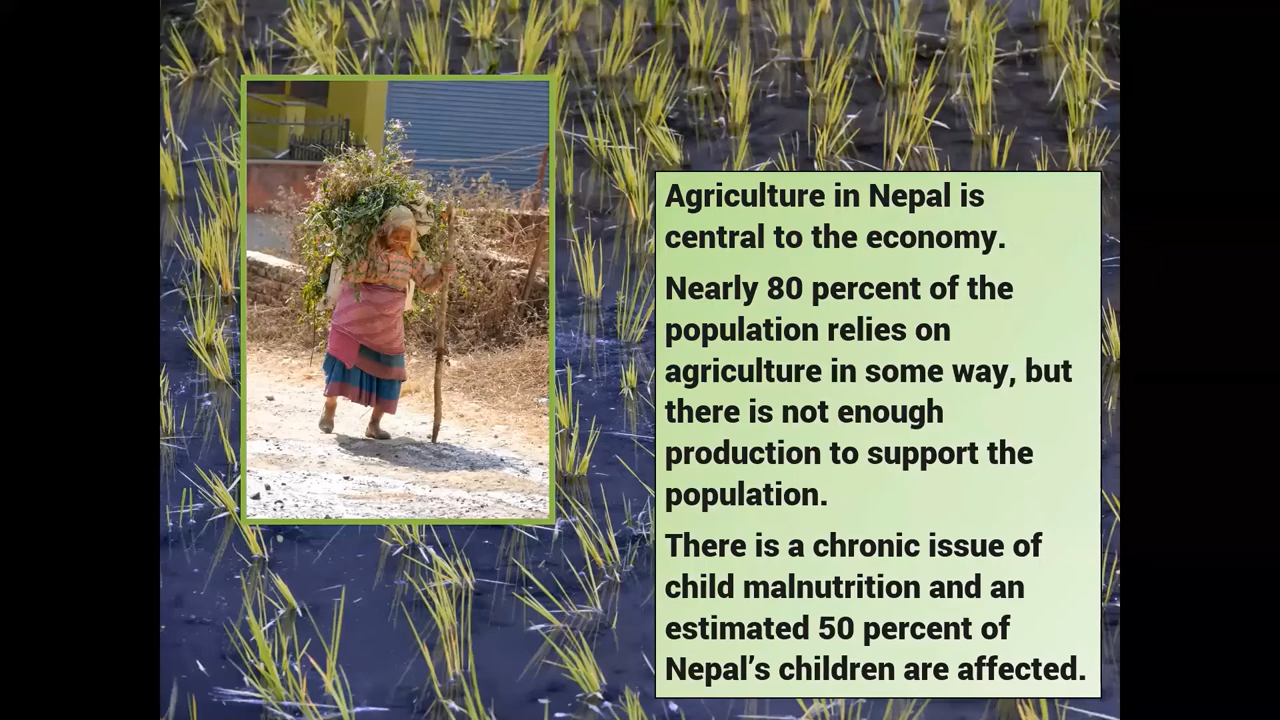 Agriculture in Nepal is
central to the economy.
Nearly 80 percent of the
population relies on
agriculture in some way, but
there is not enough
production to support the
population.
There is a chronic issue of
child malnutrition and an
estimated 50 percent of
Nepal’s children are affected.